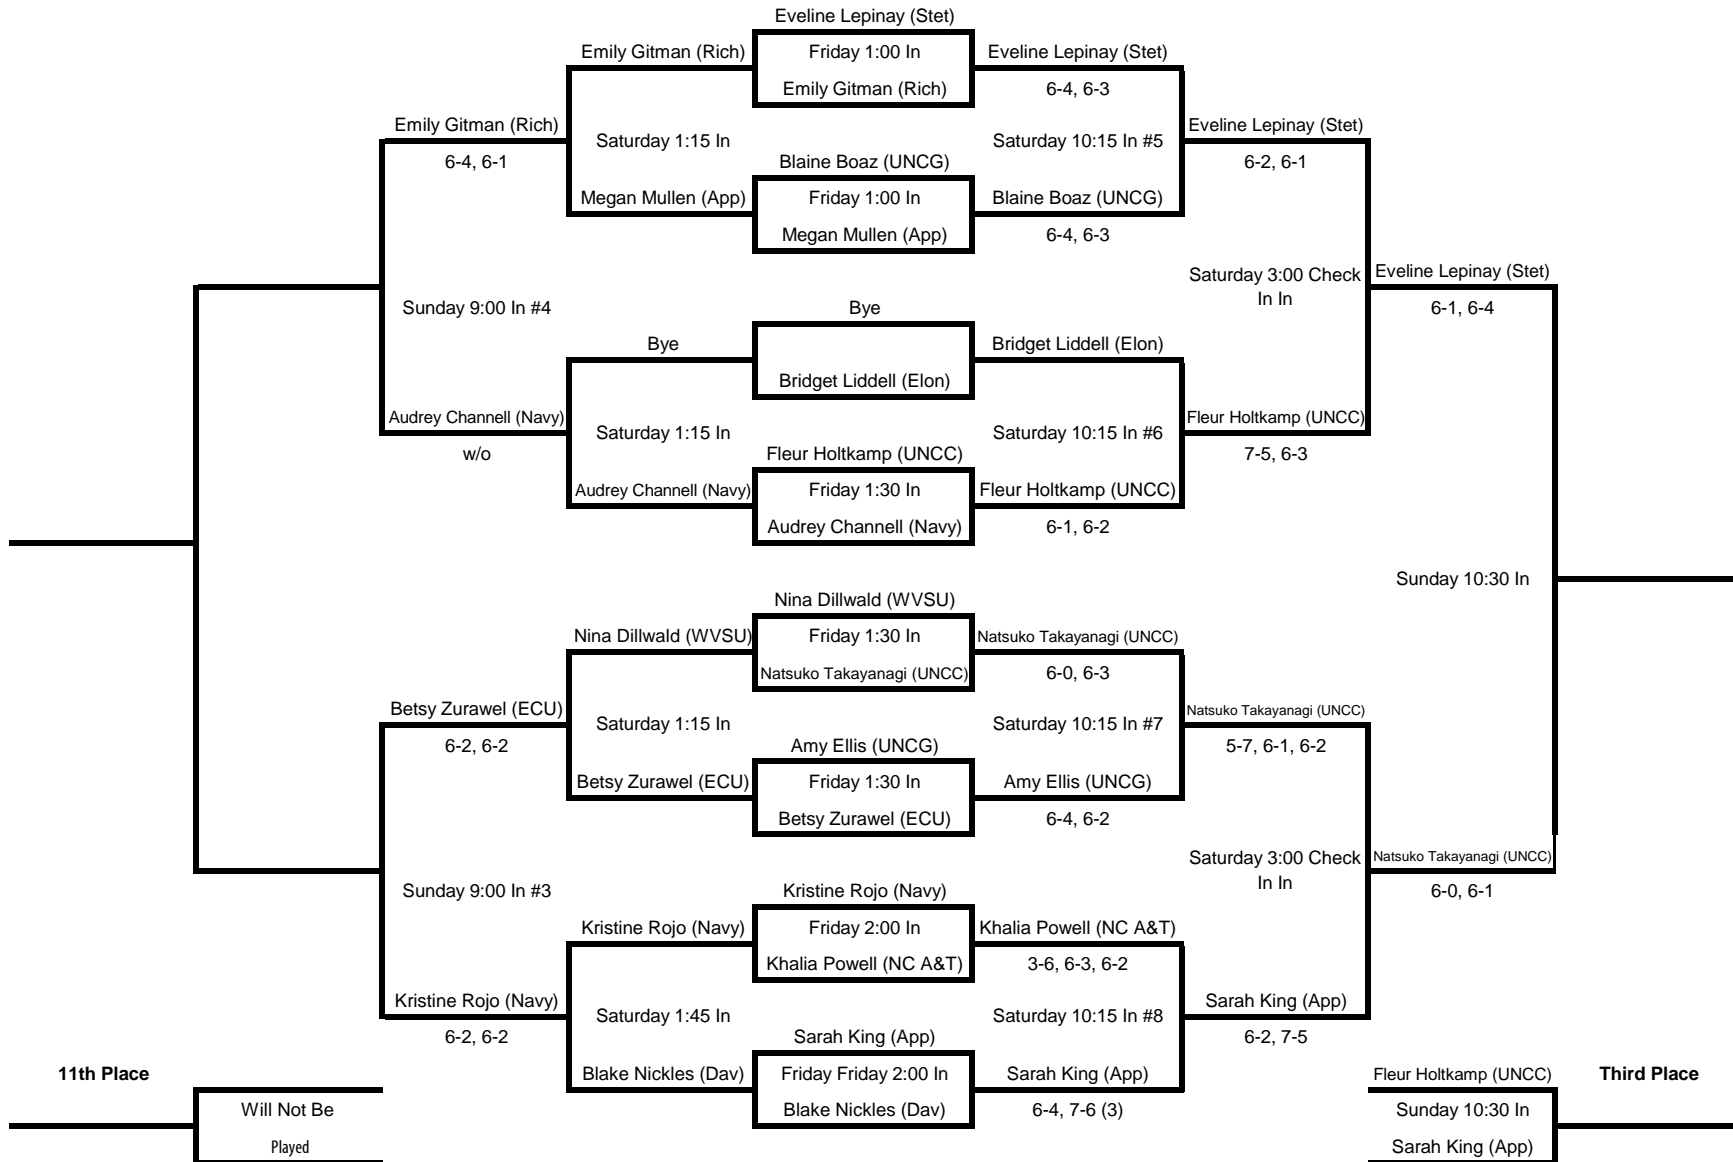 Eveline Lepinay (Stet)
Emily Gitman (Rich)
Friday 1:00 In
Eveline Lepinay (Stet)
Emily Gitman (Rich)
6-4, 6-3
Emily Gitman (Rich)
Saturday 1:15 In
Saturday 10:15 In #5
Eveline Lepinay (Stet)
6-4, 6-1
Blaine Boaz (UNCG)
6-2, 6-1
Megan Mullen (App)
Friday 1:00 In
Blaine Boaz (UNCG)
Megan Mullen (App)
6-4, 6-3
Saturday 3:00 Check
In In
Eveline Lepinay (Stet)
6-1, 6-4
Sunday 9:00 In #4
Bye
Bye
Bridget Liddell (Elon)
Bridget Liddell (Elon)
Audrey Channell (Navy)
Saturday 1:15 In
Saturday 10:15 In #6
Fleur Holtkamp (UNCC)
w/o
Fleur Holtkamp (UNCC)
7-5, 6-3
Audrey Channell (Navy)
Friday 1:30 In
Fleur Holtkamp (UNCC)
Audrey Channell (Navy)
6-1, 6-2
Sunday 10:30 In
Nina Dillwald (WVSU)
Nina Dillwald (WVSU)
Friday 1:30 In
Natsuko Takayanagi (UNCC)
Natsuko Takayanagi (UNCC)
6-0, 6-3
Betsy Zurawel (ECU)
Saturday 1:15 In
Saturday 10:15 In #7
Natsuko Takayanagi (UNCC)
6-2, 6-2
Amy Ellis (UNCG)
5-7, 6-1, 6-2
Betsy Zurawel (ECU)
Friday 1:30 In
Amy Ellis (UNCG)
Betsy Zurawel (ECU)
6-4, 6-2
Saturday 3:00 Check
In In
Natsuko Takayanagi (UNCC)
6-0, 6-1
Sunday 9:00 In #3
Kristine Rojo (Navy)
Kristine Rojo (Navy)
Friday 2:00 In
Khalia Powell (NC A&T)
Khalia Powell (NC A&T)
3-6, 6-3, 6-2
Kristine Rojo (Navy)
Saturday 1:45 In
Saturday 10:15 In #8
Sarah King (App)
6-2, 6-2
Sarah King (App)
6-2, 7-5
11th Place
Blake Nickles (Dav)
Friday Friday 2:00 In
Sarah King (App)
Fleur Holtkamp (UNCC)
Third Place
Will Not Be
Blake Nickles (Dav)
6-4, 7-6 (3)
Sunday 10:30 In
Played
Sarah King (App)